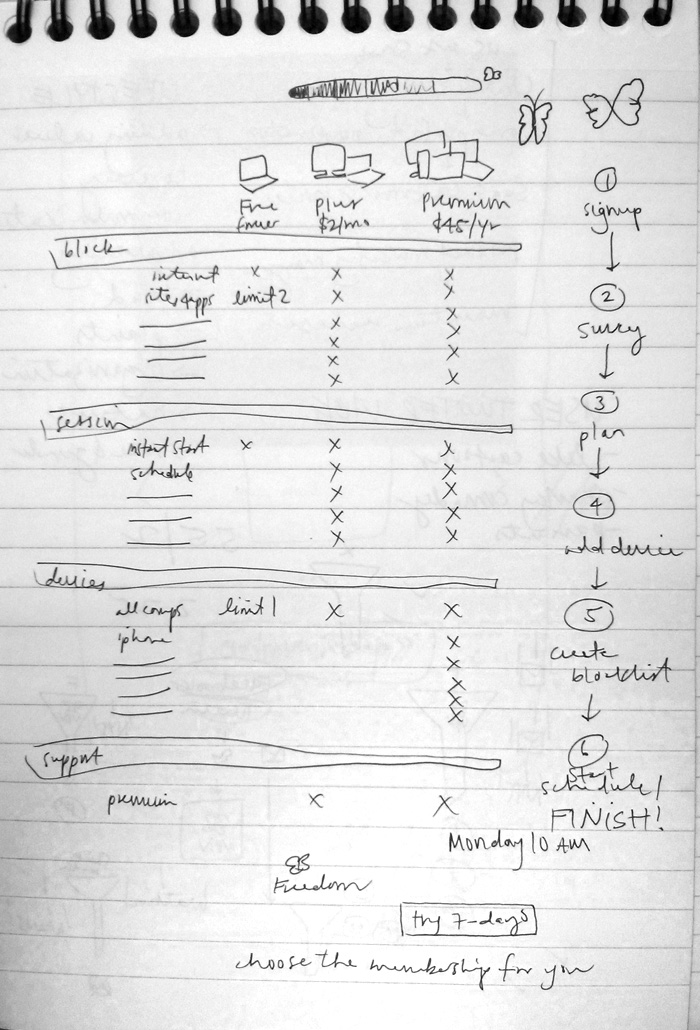 Free plus premium
forever $2/mo $45/yr
block
internet x x x
sites & apps limit 2 x x
x x
x x
x x
x x
session
instant start x x x
schedule x x
x x
x x
x x
devices
all comps limit 1 x x
iphone x
x
x
x
x
support
premium x x
Monday 10 AM
Freedom
try 7-days
choose the membership for you
1
signup
2
survey
3
plan
4
add device
5
create
blocklist
6
start
schedule/
FINISH!